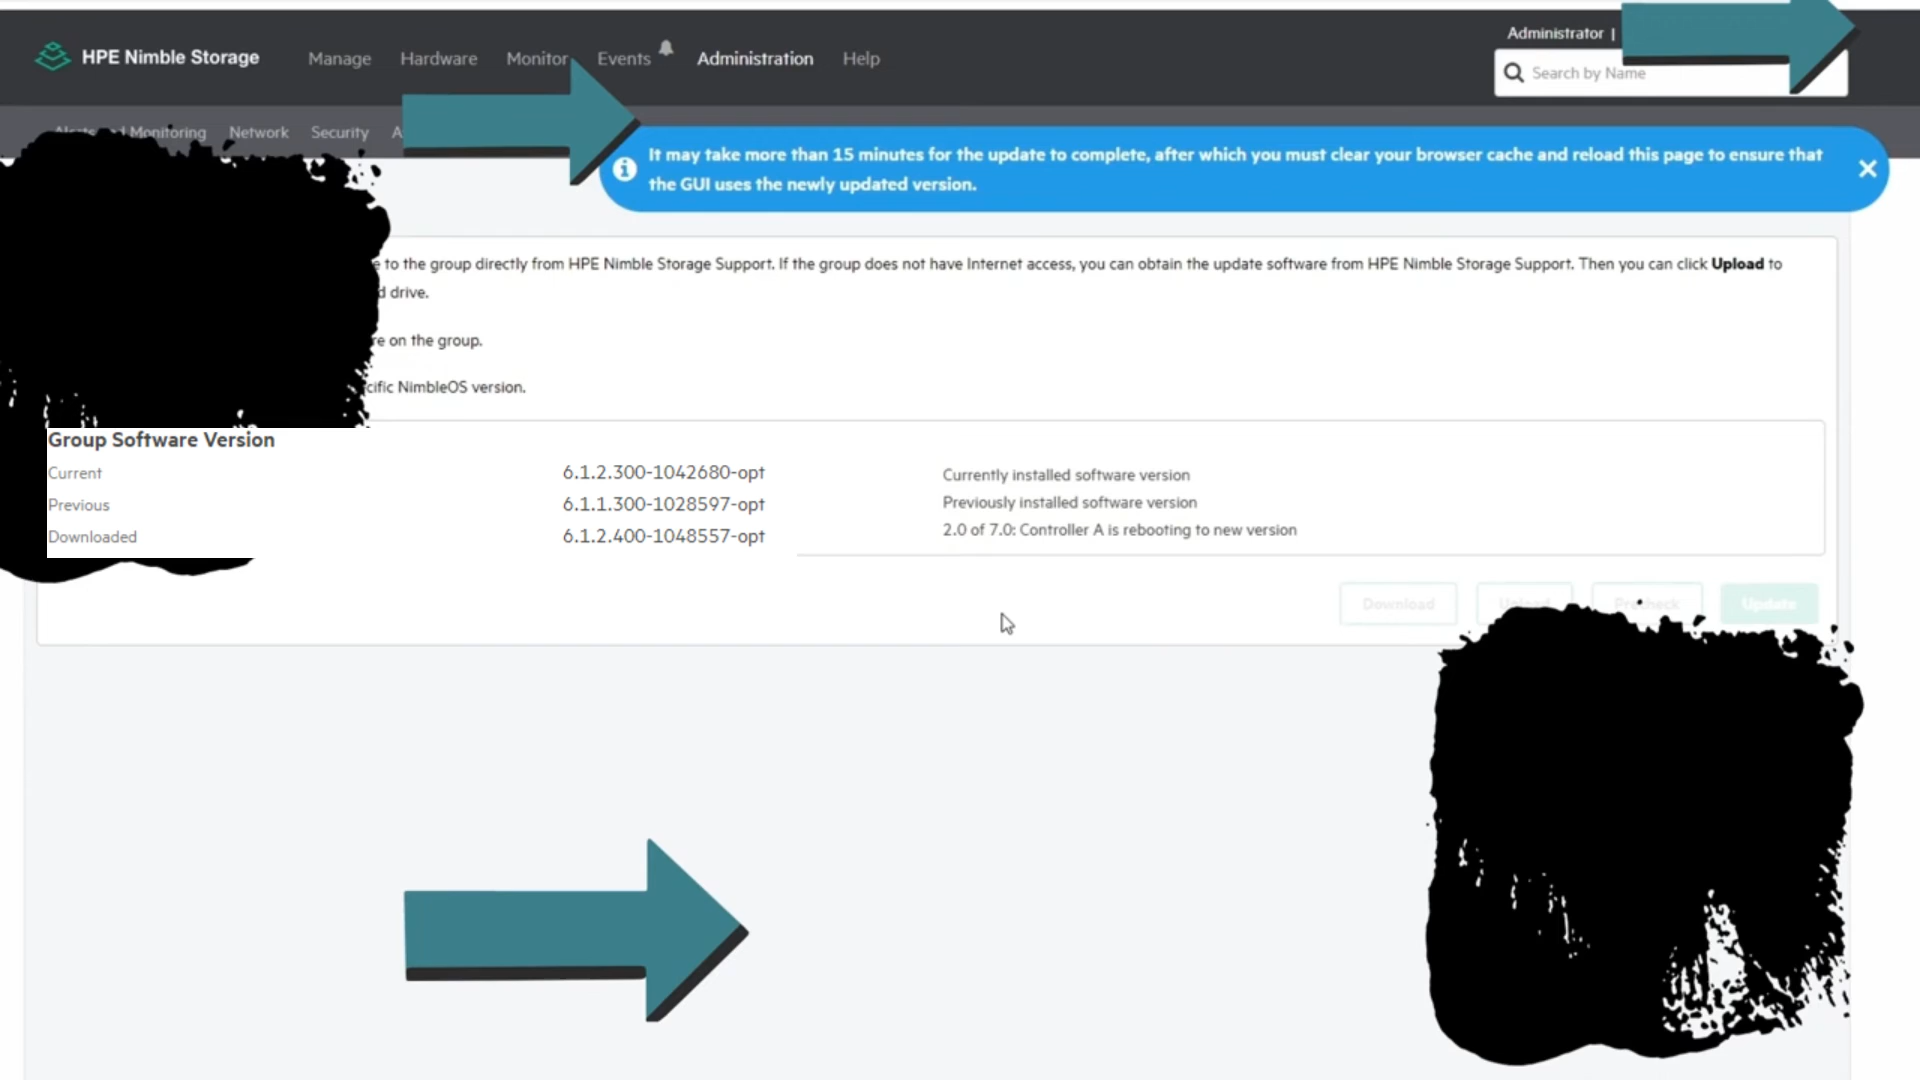 HPE Nimble Storage Manage Hardware Monitor Events Administration Help
Administrator |
Search by Name
Alerts and Monitoring Network Security A
It may take more than 15 minutes for the update to complete, after which you must clear your browser cache and reload this page to ensure that
the GUI uses the newly updated version.
to the group directly from HPE Nimble Storage Support. If the group does not have Internet access, you can obtain the update software from HPE Nimble Storage Support. Then you can click Upload to
drive.
on the group.
NimbleOS version.
Group Software Version
Current 6.1.2.300-1042680-opt Currently installed software version
Previous 6.1.1.300-1028597-opt Previously installed software version
Downloaded 6.1.2.400-1048557-opt 2.0 of 7.0: Controller A is rebooting to new version
Download Upload Precheck Update